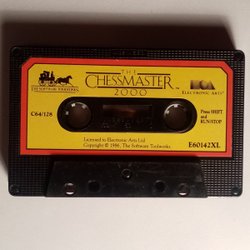 THE
CHESSMASTER
2000
THE SOFTWARE TOOLWORKS
ELECTRONIC ARTS
C64/128
Press SHIFT
and
RUN/STOP
Licensed to Electronic Arts Ltd
Copyright © 1986, The Software Toolworks
E60142XL